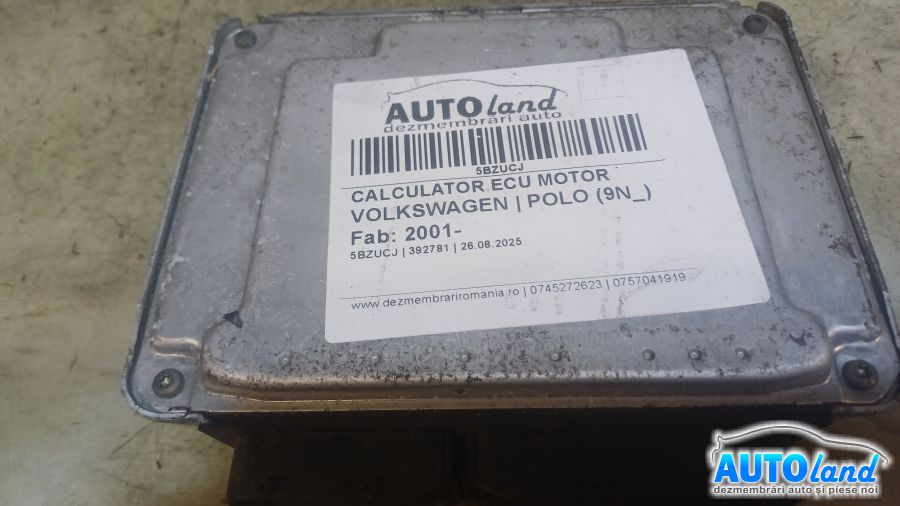 AUTOland
dezmembrări auto
5BZUCJ
CALCULATOR ECU MOTOR
VOLKSWAGEN | POLO (9N_)
Fab: 2001-
5BZUCJ | 392781 | 26.08.2025
www.dezmembrariromania.ro | 0745272623 | 0757041919
AUTOland
dezmembrări auto și piese noi